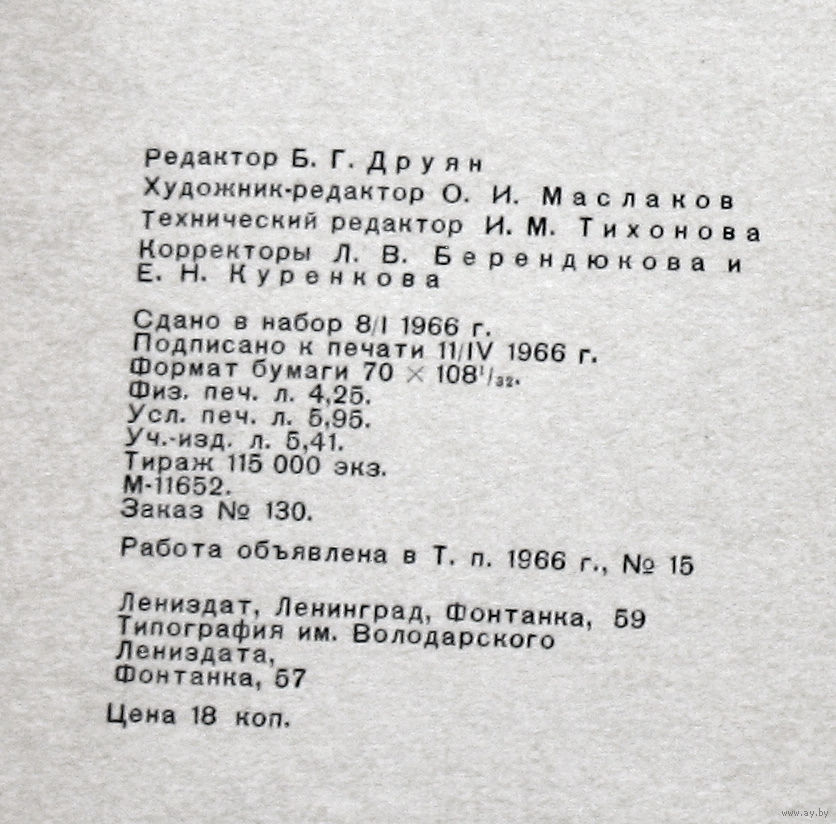 Редактор Б. Г. Друян
Художник-редактор О. И. Маслаков
Технический редактор И. М. Тихонова
Корректоры Л. В. Берендюкова и
Е. Н. Куренкова
Сдано в набор 8/I 1966 г.
Подписано к печати 11/IV 1966 г.
Формат бумаги 70 × 108¹/₃₂.
Физ. печ. л. 4,25.
Усл. печ. л. 5,95.
Уч.-изд. л. 5,41.
Тираж 115 000 экз.
М-11652.
Заказ № 130.
Работа объявлена в Т. п. 1966 г., № 15
Лениздат, Ленинград, Фонтанка, 59
Типография им. Володарского
Лениздата,
Фонтанка, 57
Цена 18 коп.
www.ay.by